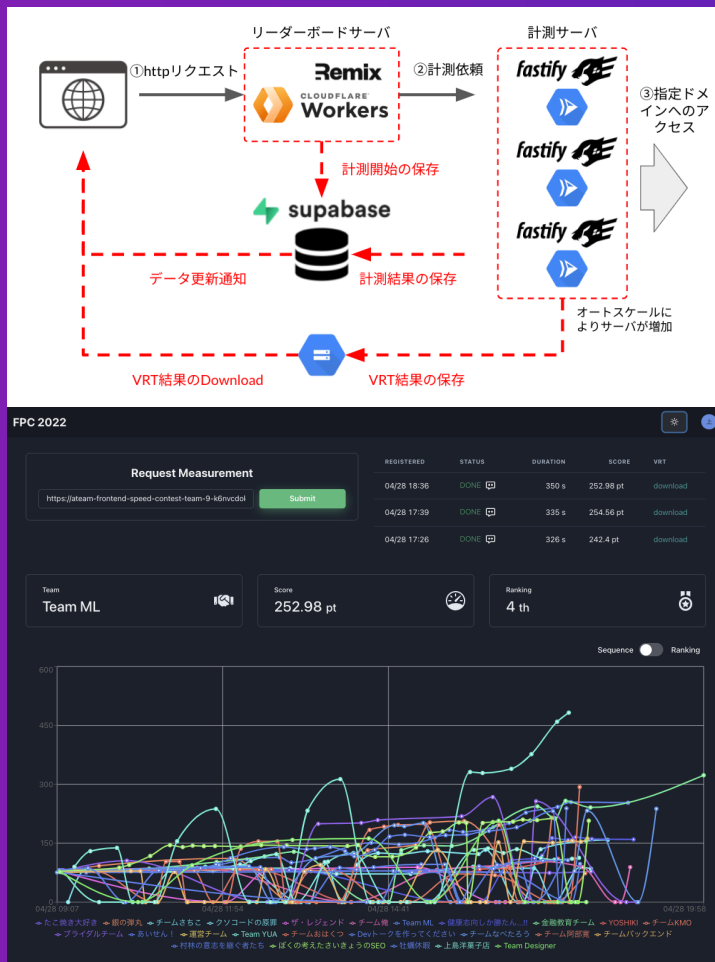 リーダーボードサーバ
計測サーバ
①httpリクエスト
Remix
CLOUDFLARE
Workers
②計測依頼
fastify
③指定ドメ
インへのア
クセス
fastify
計測開始の保存
supabase
fastify
データ更新通知
計測結果の保存
オートスケールに
よりサーバが増加
VRT結果のDownload
VRT結果の保存
FPC 2022
上
Request Measurement
https://ateam-frontend-speed-contest-team-9-k6nvcdol
Submit
REGISTERED STATUS DURATION SCORE VRT
04/28 18:36 DONE 350 s 252.98 pt download
04/28 17:39 DONE 335 s 254.56 pt download
04/28 17:26 DONE 326 s 242.4 pt download
Team
Team ML
Score
252.98 pt
Ranking
4 th
Sequence Ranking
600
450
300
150
0
04/28 09:07 04/28 11:54 04/28 14:41 04/28 19:58
たこ焼き大好き 銀の弾丸 チームさちこ クソコードの原罪 ザ・レジェンド チーム俺 Team ML 健康志向しか勝たん…!! 金融教育チーム YOSHIKI チームKMO
ブライダルチーム あいせん！ 運営チーム Team YUA チームおはくつ Devトークを作ってください チームなべたろう チーム阿部寛 チームバックエンド
村林の意志を継ぐ者たち ぼくの考えたさいきょうのSEO 牡蠣休暇 上島洋菓子店 Team Designer